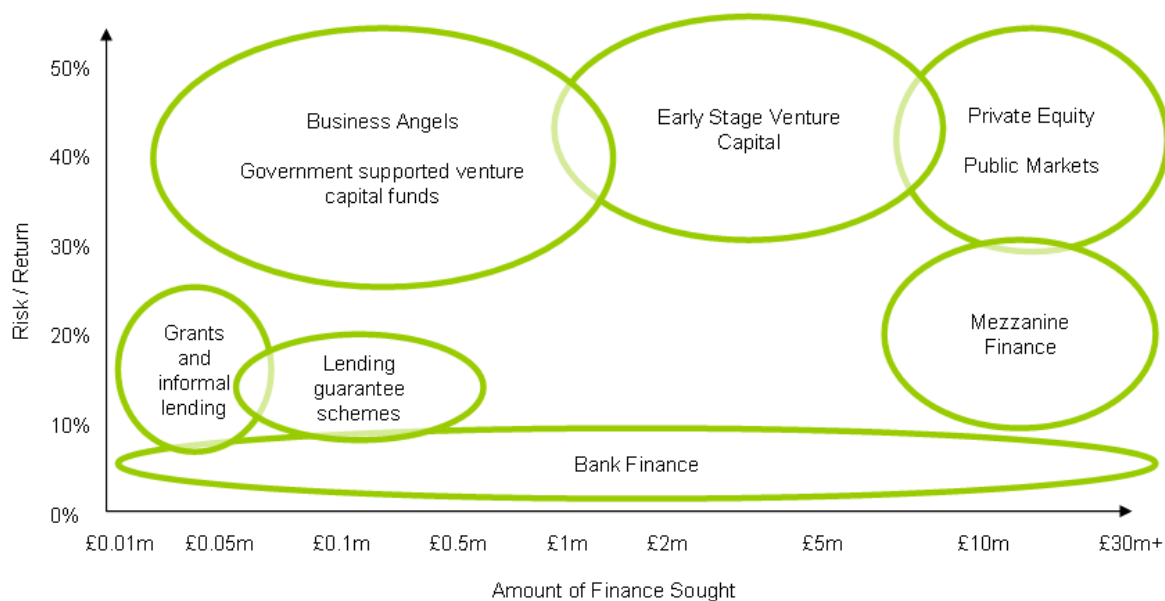 50%
40%
30%
20%
10%
0%
Risk / Return
Business Angels
Government supported venture
capital funds
Early Stage Venture
Capital
Private Equity
Public Markets
Grants
and
informal
lending
Lending
guarantee
schemes
Mezzanine
Finance
Bank Finance
£0.01m
£0.05m
£0.1m
£0.5m
£1m
£2m
£5m
£10m
£30m+
Amount of Finance Sought